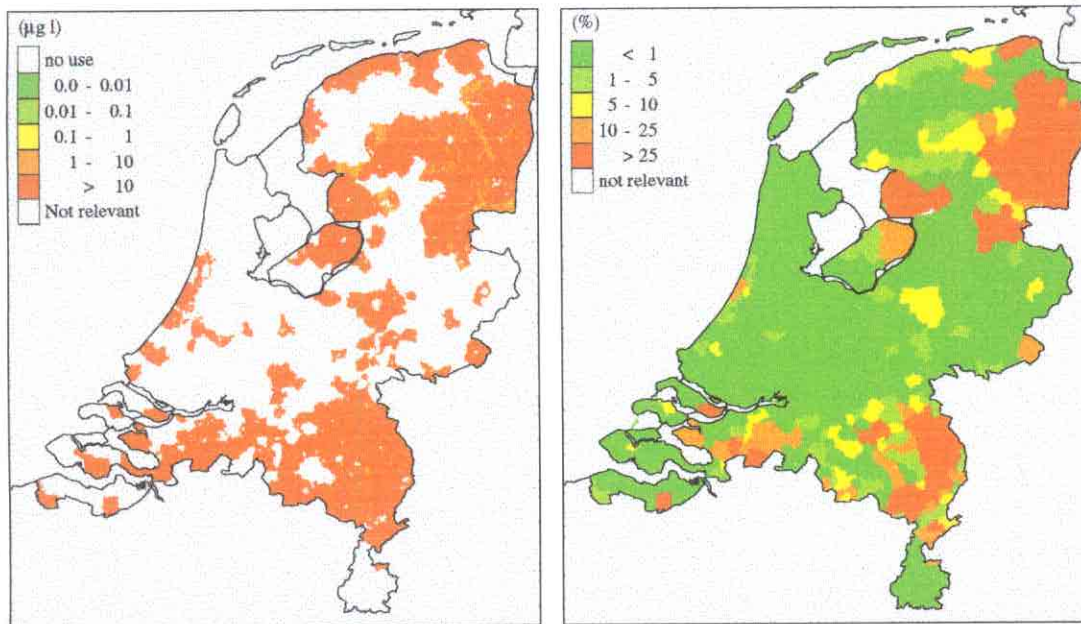 (µg l)
no use
0.0 - 0.01
0.01 - 0.1
0.1 - 1
1 - 10
> 10
Not relevant
(%)
< 1
1 - 5
5 - 10
10 - 25
> 25
not relevant